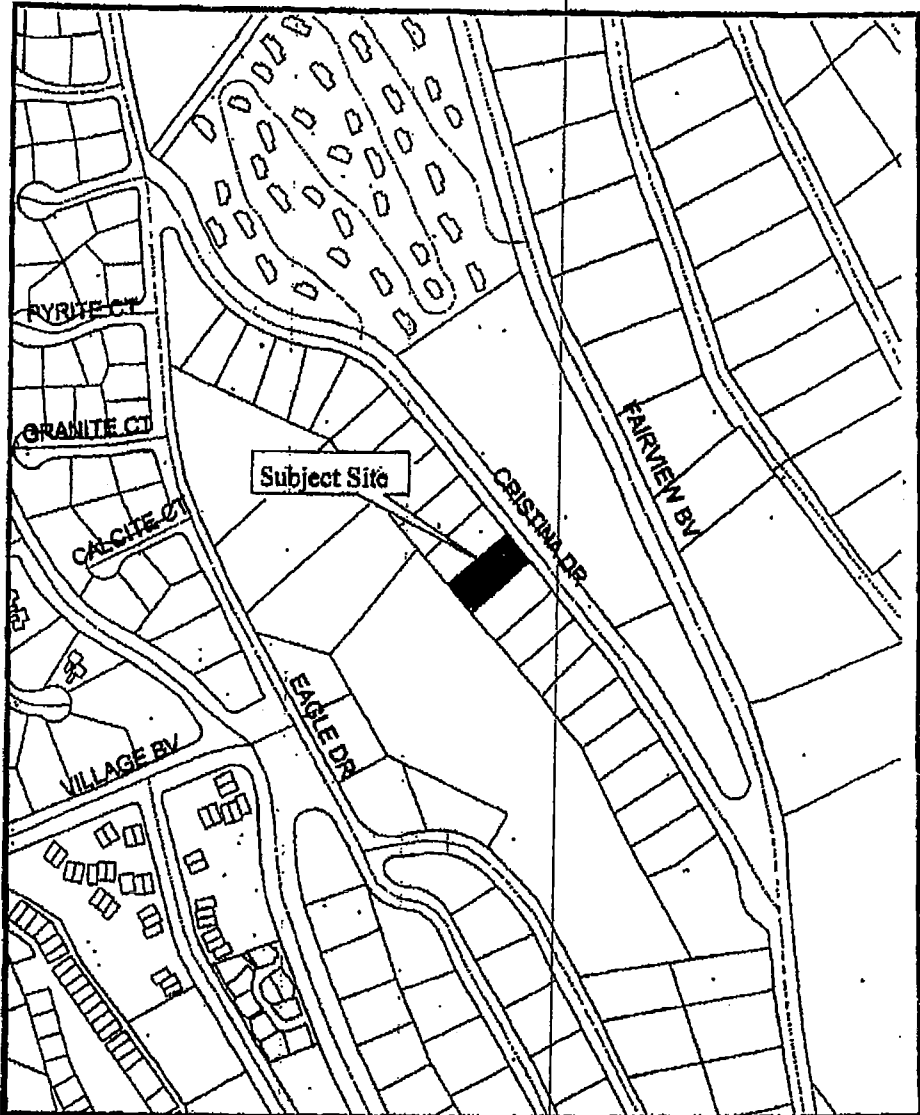 PYRITE CT
GRANITE CT
Subject Site
FAIRVIEW BV
CRISTINA DR
CALCITE CT
EAGLE DR
VILLAGE BV